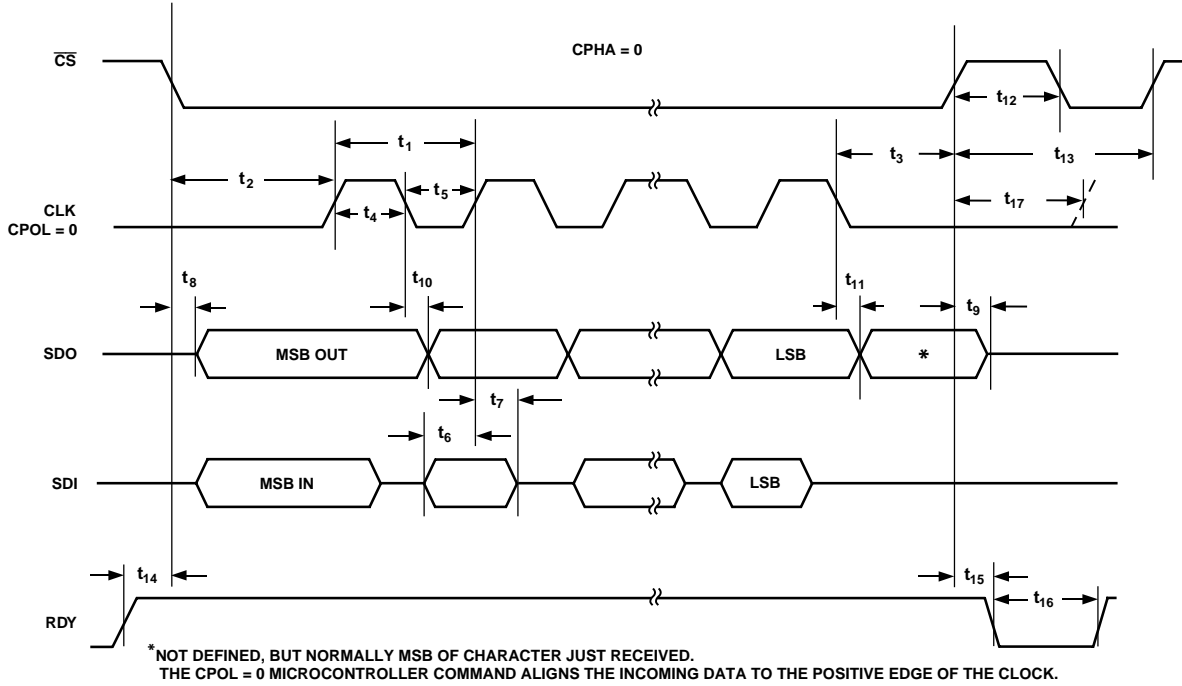 CPHA = 0
CS
t12
t1
t3
t13
t2
t5
t17
CLK
CPOL = 0
t4
t8
t10
t11
t9
SDO
MSB OUT
LSB
*
t7
t6
SDI
MSB IN
LSB
t14
t15
t16
RDY
*NOT DEFINED, BUT NORMALLY MSB OF CHARACTER JUST RECEIVED.
THE CPOL = 0 MICROCONTROLLER COMMAND ALIGNS THE INCOMING DATA TO THE POSITIVE EDGE OF THE CLOCK.